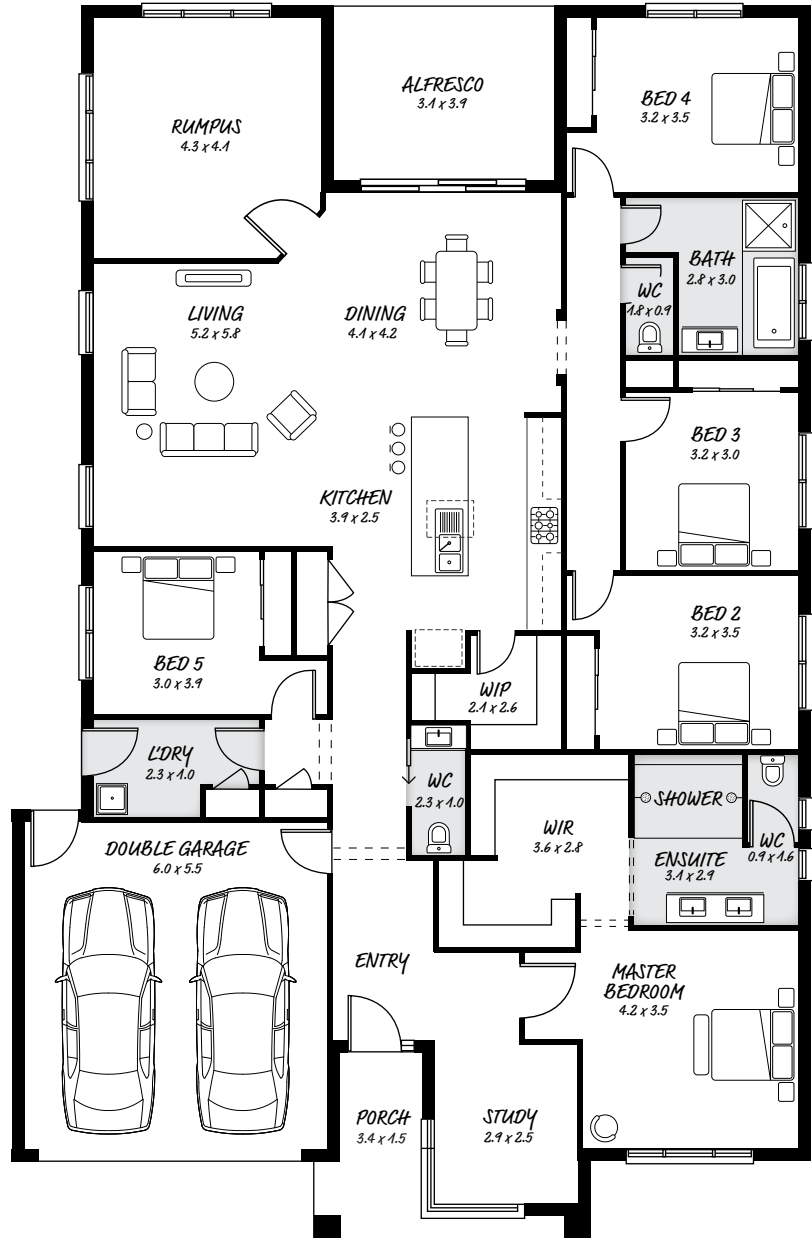 ALFRESCO
3.1 x 3.9
BED 4
3.2 x 3.5
RUMPUS
4.3 x 4.1
BATH
2.8 x 3.0
WC
1.8 x 0.9
LIVING
5.2 x 5.8
DINING
4.1 x 4.2
BED 3
3.2 x 3.0
KITCHEN
3.9 x 2.5
BED 2
3.2 x 3.5
BED 5
3.0 x 3.9
WIP
2.1 x 2.6
L'DRY
2.3 x 1.0
WC
2.3 x 1.0
SHOWER
WIR
3.6 x 2.8
WC
0.9 x 1.6
DOUBLE GARAGE
6.0 x 5.5
ENSUITE
3.1 x 2.9
ENTRY
MASTER
BEDROOM
4.2 x 3.5
PORCH
3.4 x 1.5
STUDY
2.9 x 2.5